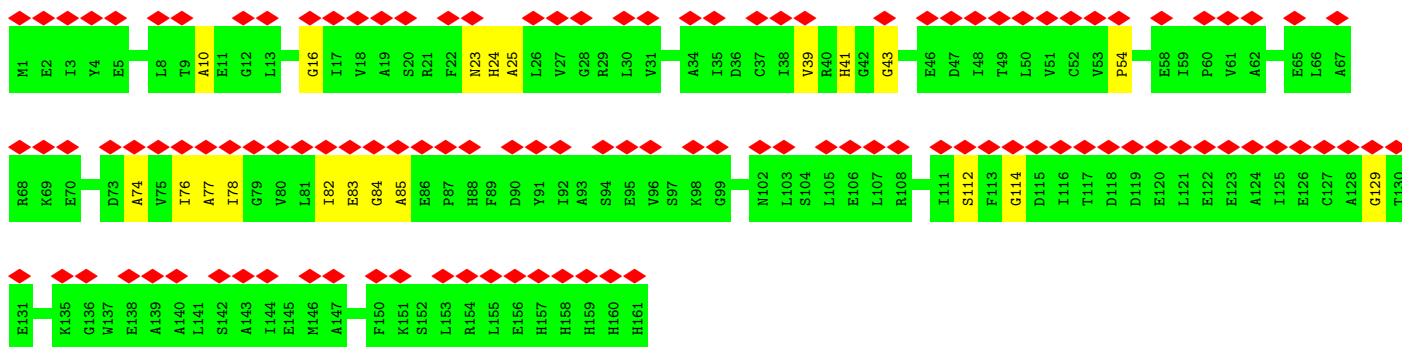 M1 E2 I3 Y4 E5 L8 T9 A10 E11 G12 L13 G16 I17 V18 A19 S20 R21 F22 N23 H24 A25 L26 V27 G28 R29 L30 V31 A34 I35 D36 C37 I38 V39 R40 H41 G42 G43 E46 D47 I48 T49 L50 V51 C52 V53 P54 E58 I59 P60 V61 A62 E65 L66 A67
R68 K69 E70 D73 A74 V75 I76 A77 I78 G79 V80 L81 I82 E83 G84 A85 E86 P87 H88 F89 D90 Y91 I92 A93 S94 E95 V96 S97 K98 G99 N102 L103 S104 L105 E106 L107 R108 I111 S112 F113 G114 D115 I116 T117 D118 D119 E120 L121 E122 E123 A124 I125 E126 C127 A128 G129 T130
E131 K135 G136 W137 E138 A139 A140 L141 S142 A143 I144 E145 M146 A147 F150 K151 S152 L153 R154 L155 E156 H157 H158 H159 H160 H161